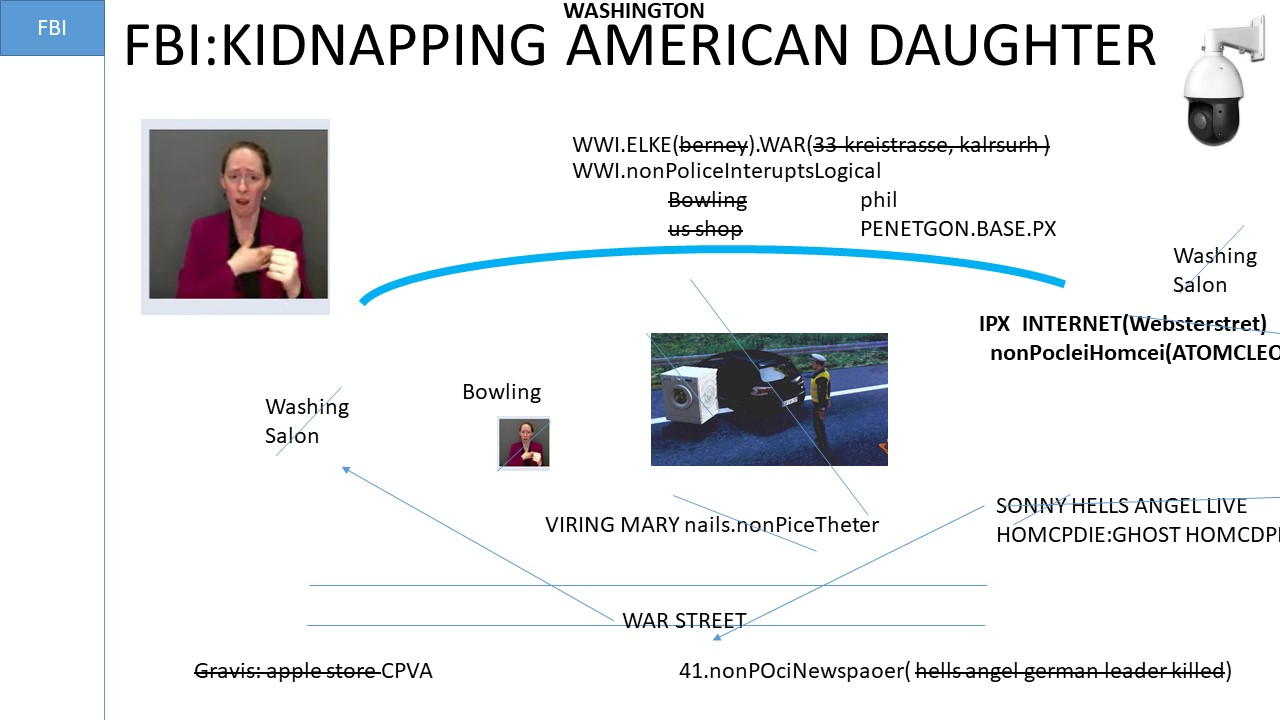 WASHINGTON
FBI
FBI:KIDNAPPING AMERICAN DAUGHTER
WWI.ELKE(berney).WAR(33 kreistrasse, kalrsurh )
WWI.nonPoliceInteruptsLogical
Bowling phil
us shop PENETGON.BASE.PX
Washing
Salon
IPX INTERNET(Websterstret)
nonPocleiHomcei(ATOMCLEO
Bowling
Washing
Salon
SONNY HELLS ANGEL LIVE
HOMCPDIE:GHOST HOMCDP
VIRING MARY nails.nonPiceTheter
WAR STREET
Gravis: apple store CPVA
41.nonPOciNewspaoer( hells angel german leader killed)